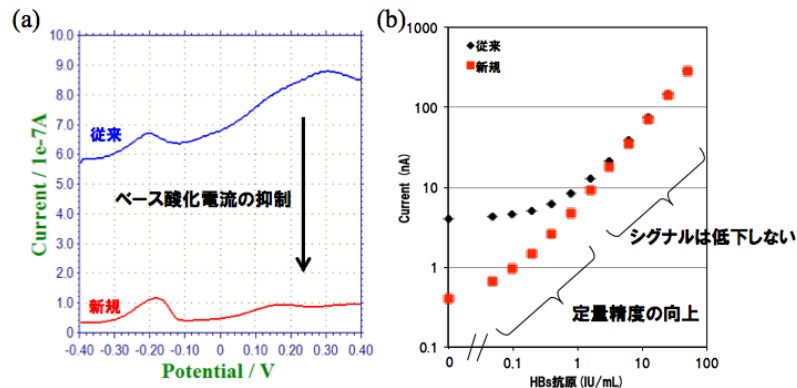 (a)
Current / 1e-7A
10.0
9.0
8.0
7.0
6.0
5.0
4.0
3.0
2.0
1.0
0
従来
ベース酸化電流の抑制
新規
-0.40 -0.30 -0.20 -0.10 0 0.10 0.20 0.30 0.40
Potential / V
(b)
Current (nA)
1000
100
10
1
0.1
従来
新規
シグナルは低下しない
定量精度の向上
0 0.1 1 10 100
HBs抗原 (IU/mL)